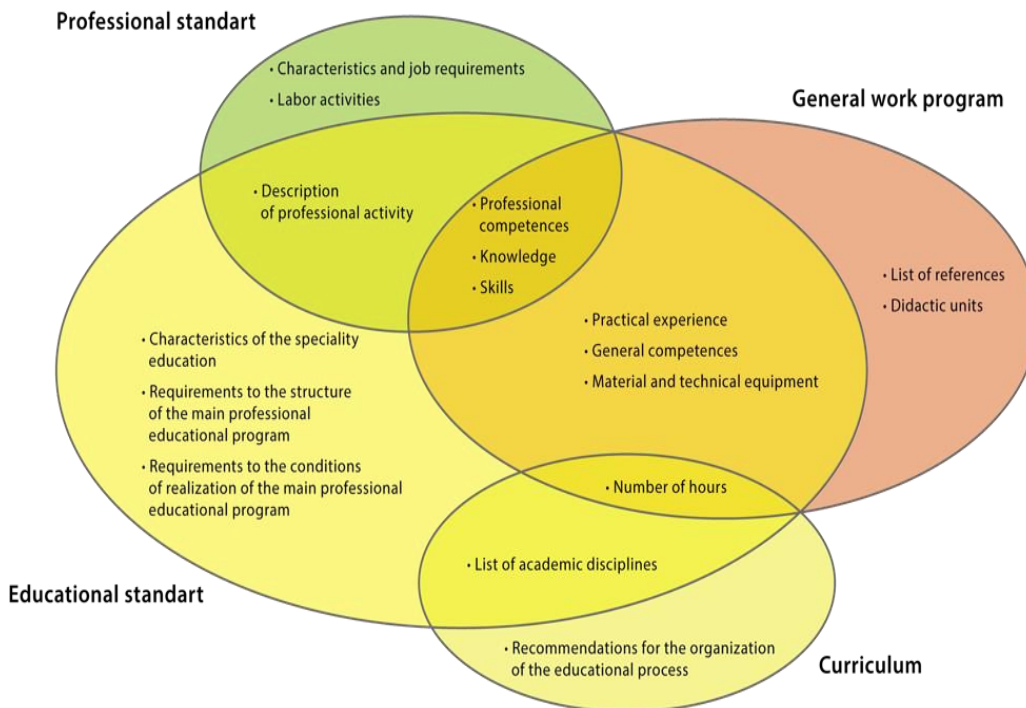 Professional standart
• Characteristics and job requirements
• Labor activities
General work program
• Description
of professional activity
• Professional
competences
• Knowledge
• Skills
• List of references
• Didactic units
• Practical experience
• General competences
• Material and technical equipment
• Characteristics of the speciality
education
• Requirements to the structure
of the main professional
educational program
• Requirements to the conditions
of realization of the main professional
educational program
• Number of hours
• List of academic disciplines
Educational standart
• Recommendations for the organization
of the educational process
Curriculum